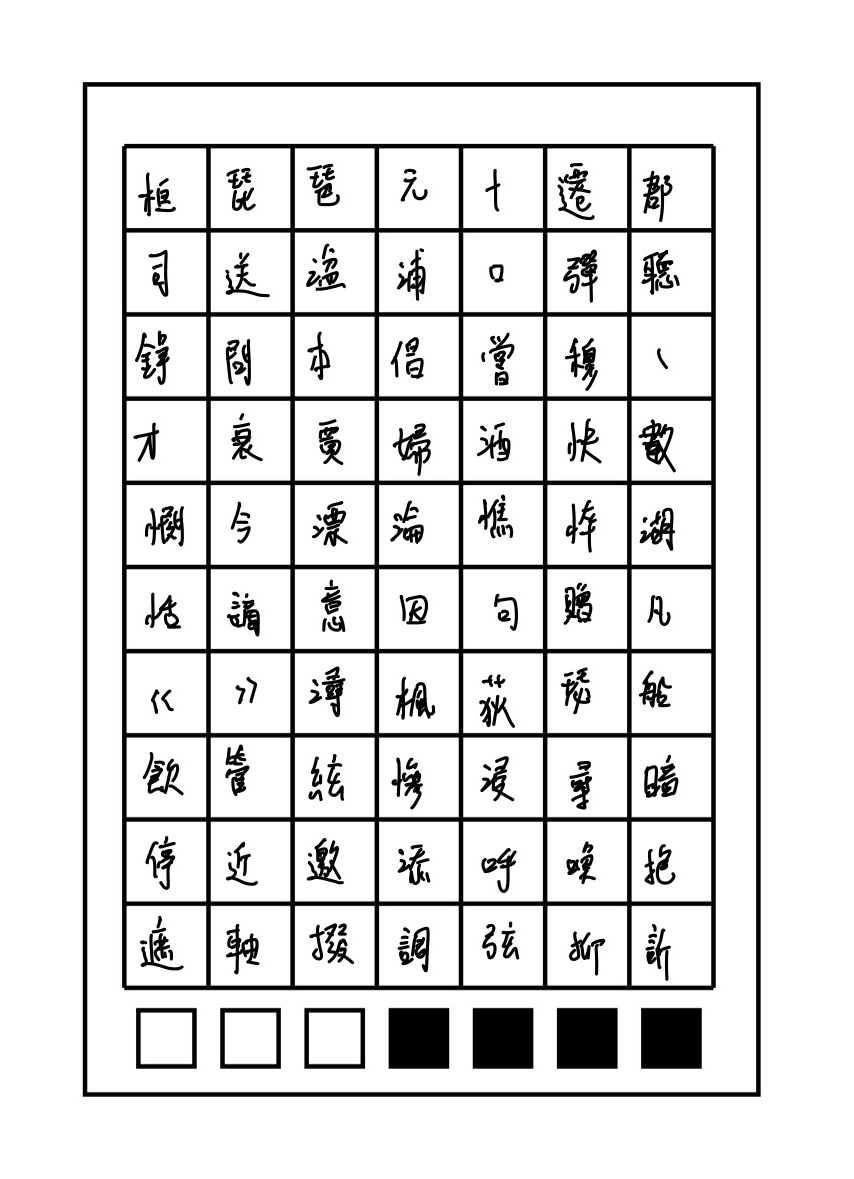 框琵琶元十遷郡
司送湓浦口彈聽
錚問本倡嘗穆、
才衰賈婦酒快數
憫今漂淪憔悴湖
恬謫意因句贈凡
《》潯楓荻瑟船
飲管絃慘浸尋暗
停近邀添呼喚抱
遮軸撥調弦抑訴